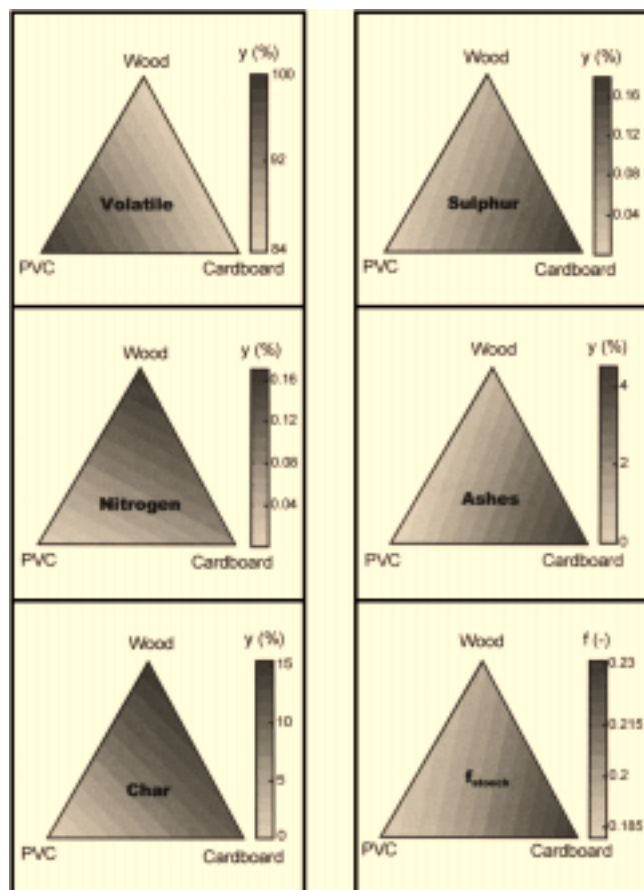 Wood
y (%)
100
92
84
Volatile
PVC
Cardboard
Wood
y (%)
0.16
0.12
0.08
0.04
Sulphur
PVC
Cardboard
Wood
y (%)
0.16
0.12
0.08
0.04
Nitrogen
PVC
Cardboard
Wood
y (%)
4
2
0
Ashes
PVC
Cardboard
Wood
y (%)
15
10
5
0
Char
PVC
Cardboard
Wood
f (-)
0.23
0.215
0.2
0.185
f stoech
PVC
Cardboard